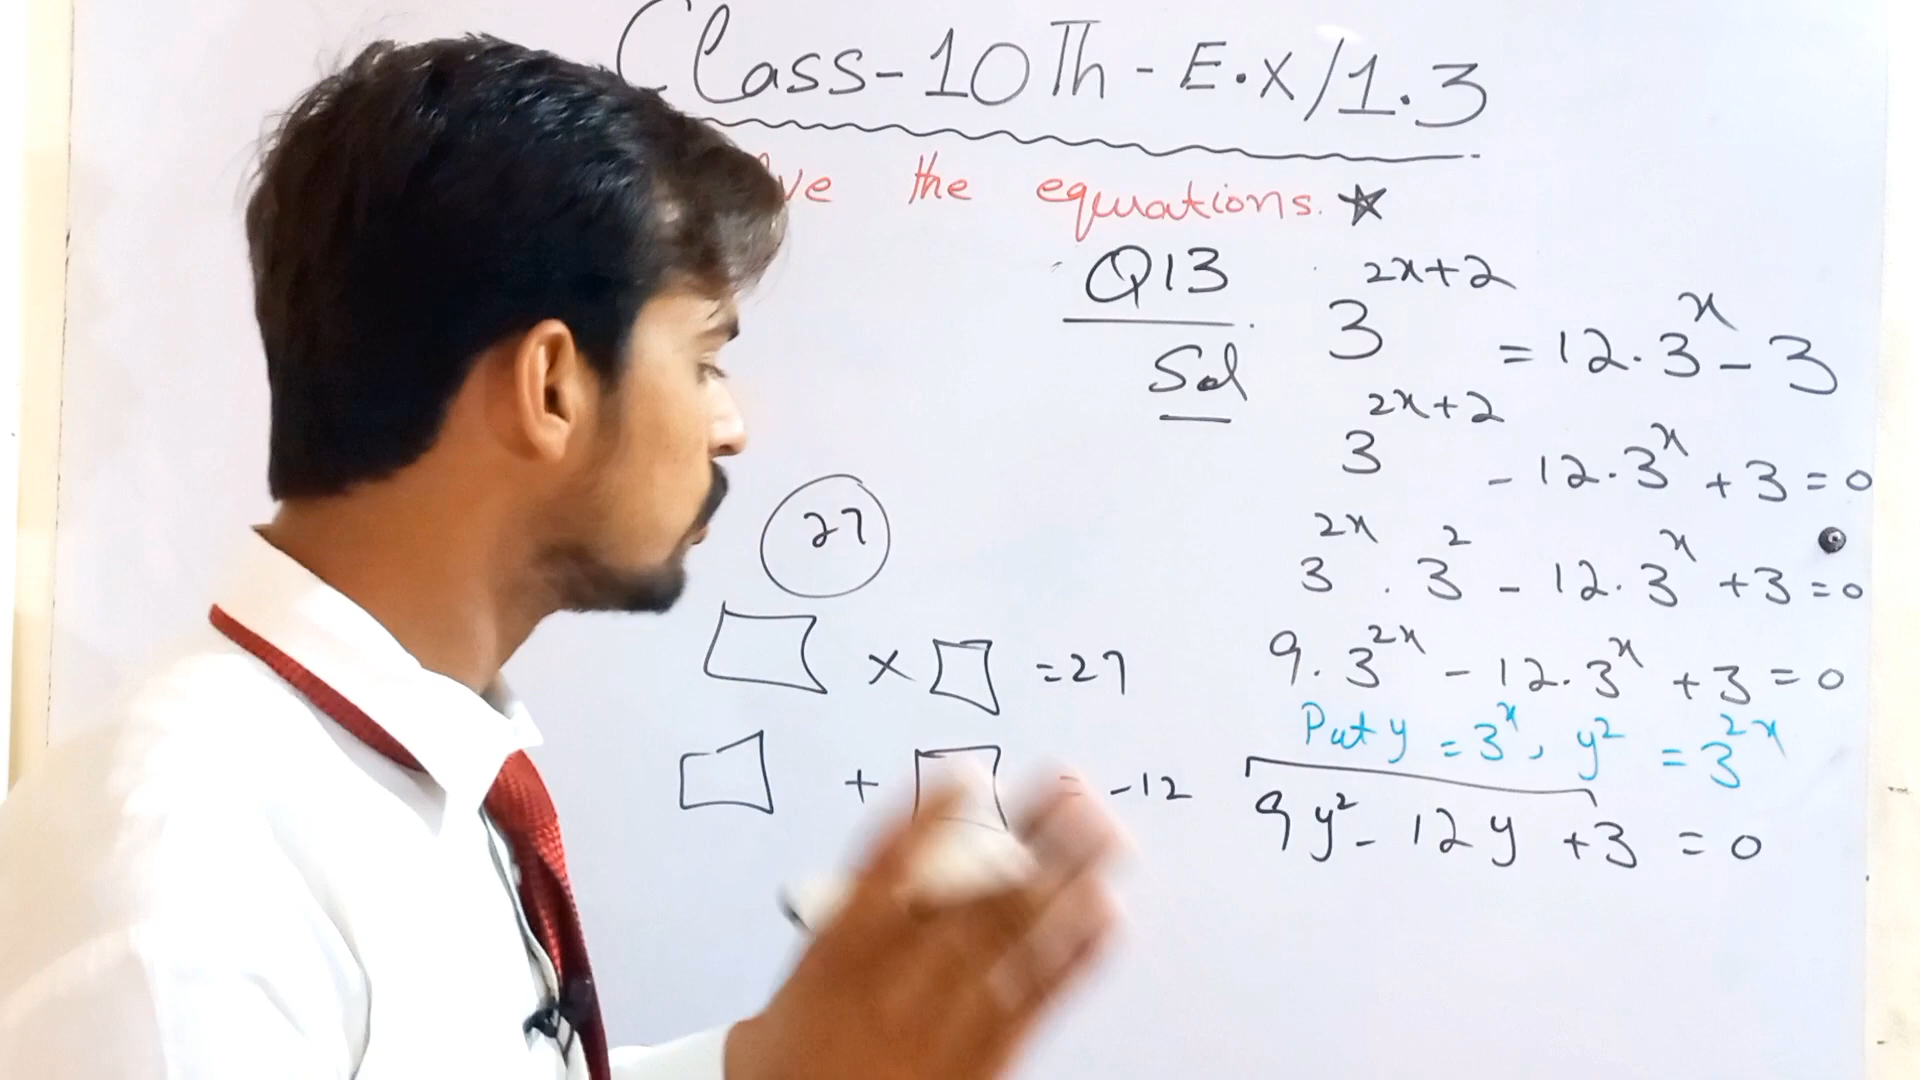 Class-10Th-E.x/1.3
the equations.
Q13 3^{2x+2} = 12.3^x - 3
Sol
3^{2x+2} - 12.3^x + 3 = 0
3^{2x} . 3^2 - 12.3^x + 3 = 0
9.3^{2x} - 12.3^x + 3 = 0
Put y = 3^x, y^2 = 3^{2x}
9y^2 - 12y + 3 = 0
27
□ × □ = 27
□ + □ = -12